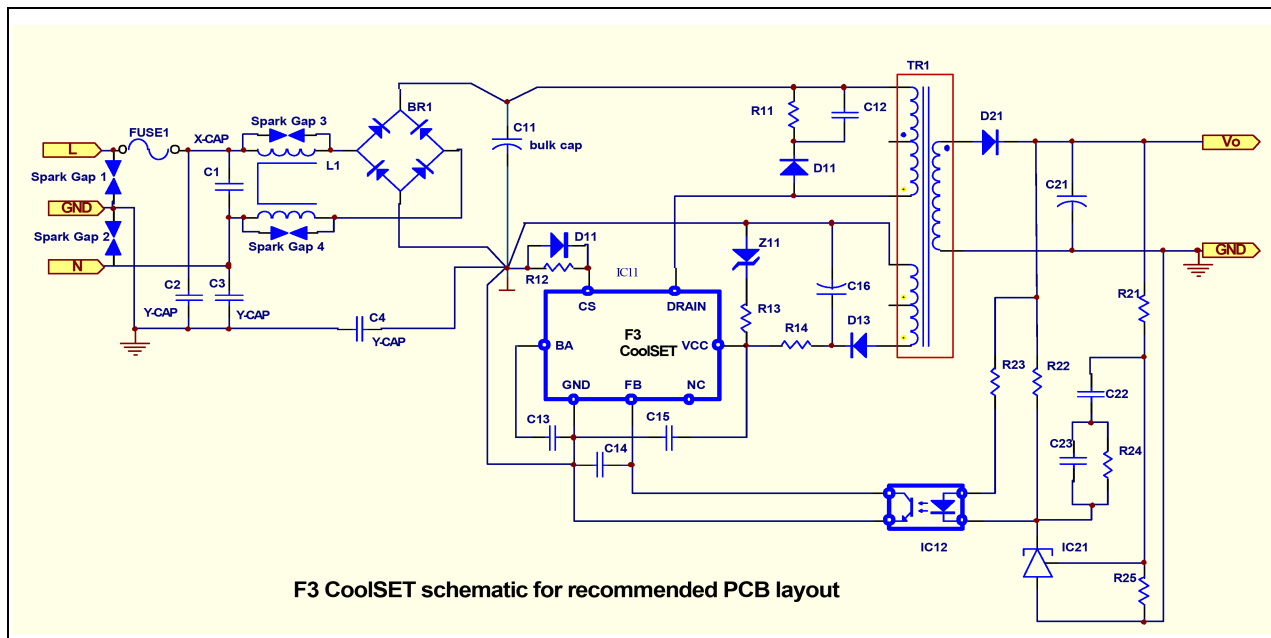 TR1
FUSE1
X-CAP
Spark Gap 3
BR1
C11
bulk cap
R11
C12
D21
L
Vo
Spark Gap 1
C1
L1
D11
C21
GND
Spark Gap 2
Spark Gap 4
D11
Z11
GND
N
R12
IC11
C2
C3
CS
DRAIN
C16
R21
Y-CAP
Y-CAP
C4
Y-CAP
F3
CoolSET
R13
R14
D13
BA
VCC
R23
R22
GND
FB
NC
C22
C13
C15
C14
C23
R24
IC12
IC21
R25
F3 CoolSET schematic for recommended PCB layout